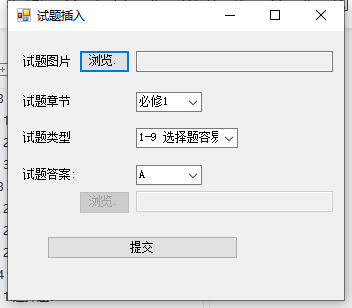 试题插入
试题图片 浏览.
试题章节 必修1
试题类型 1-9 选择题容易
试题答案: A
浏览.
提交